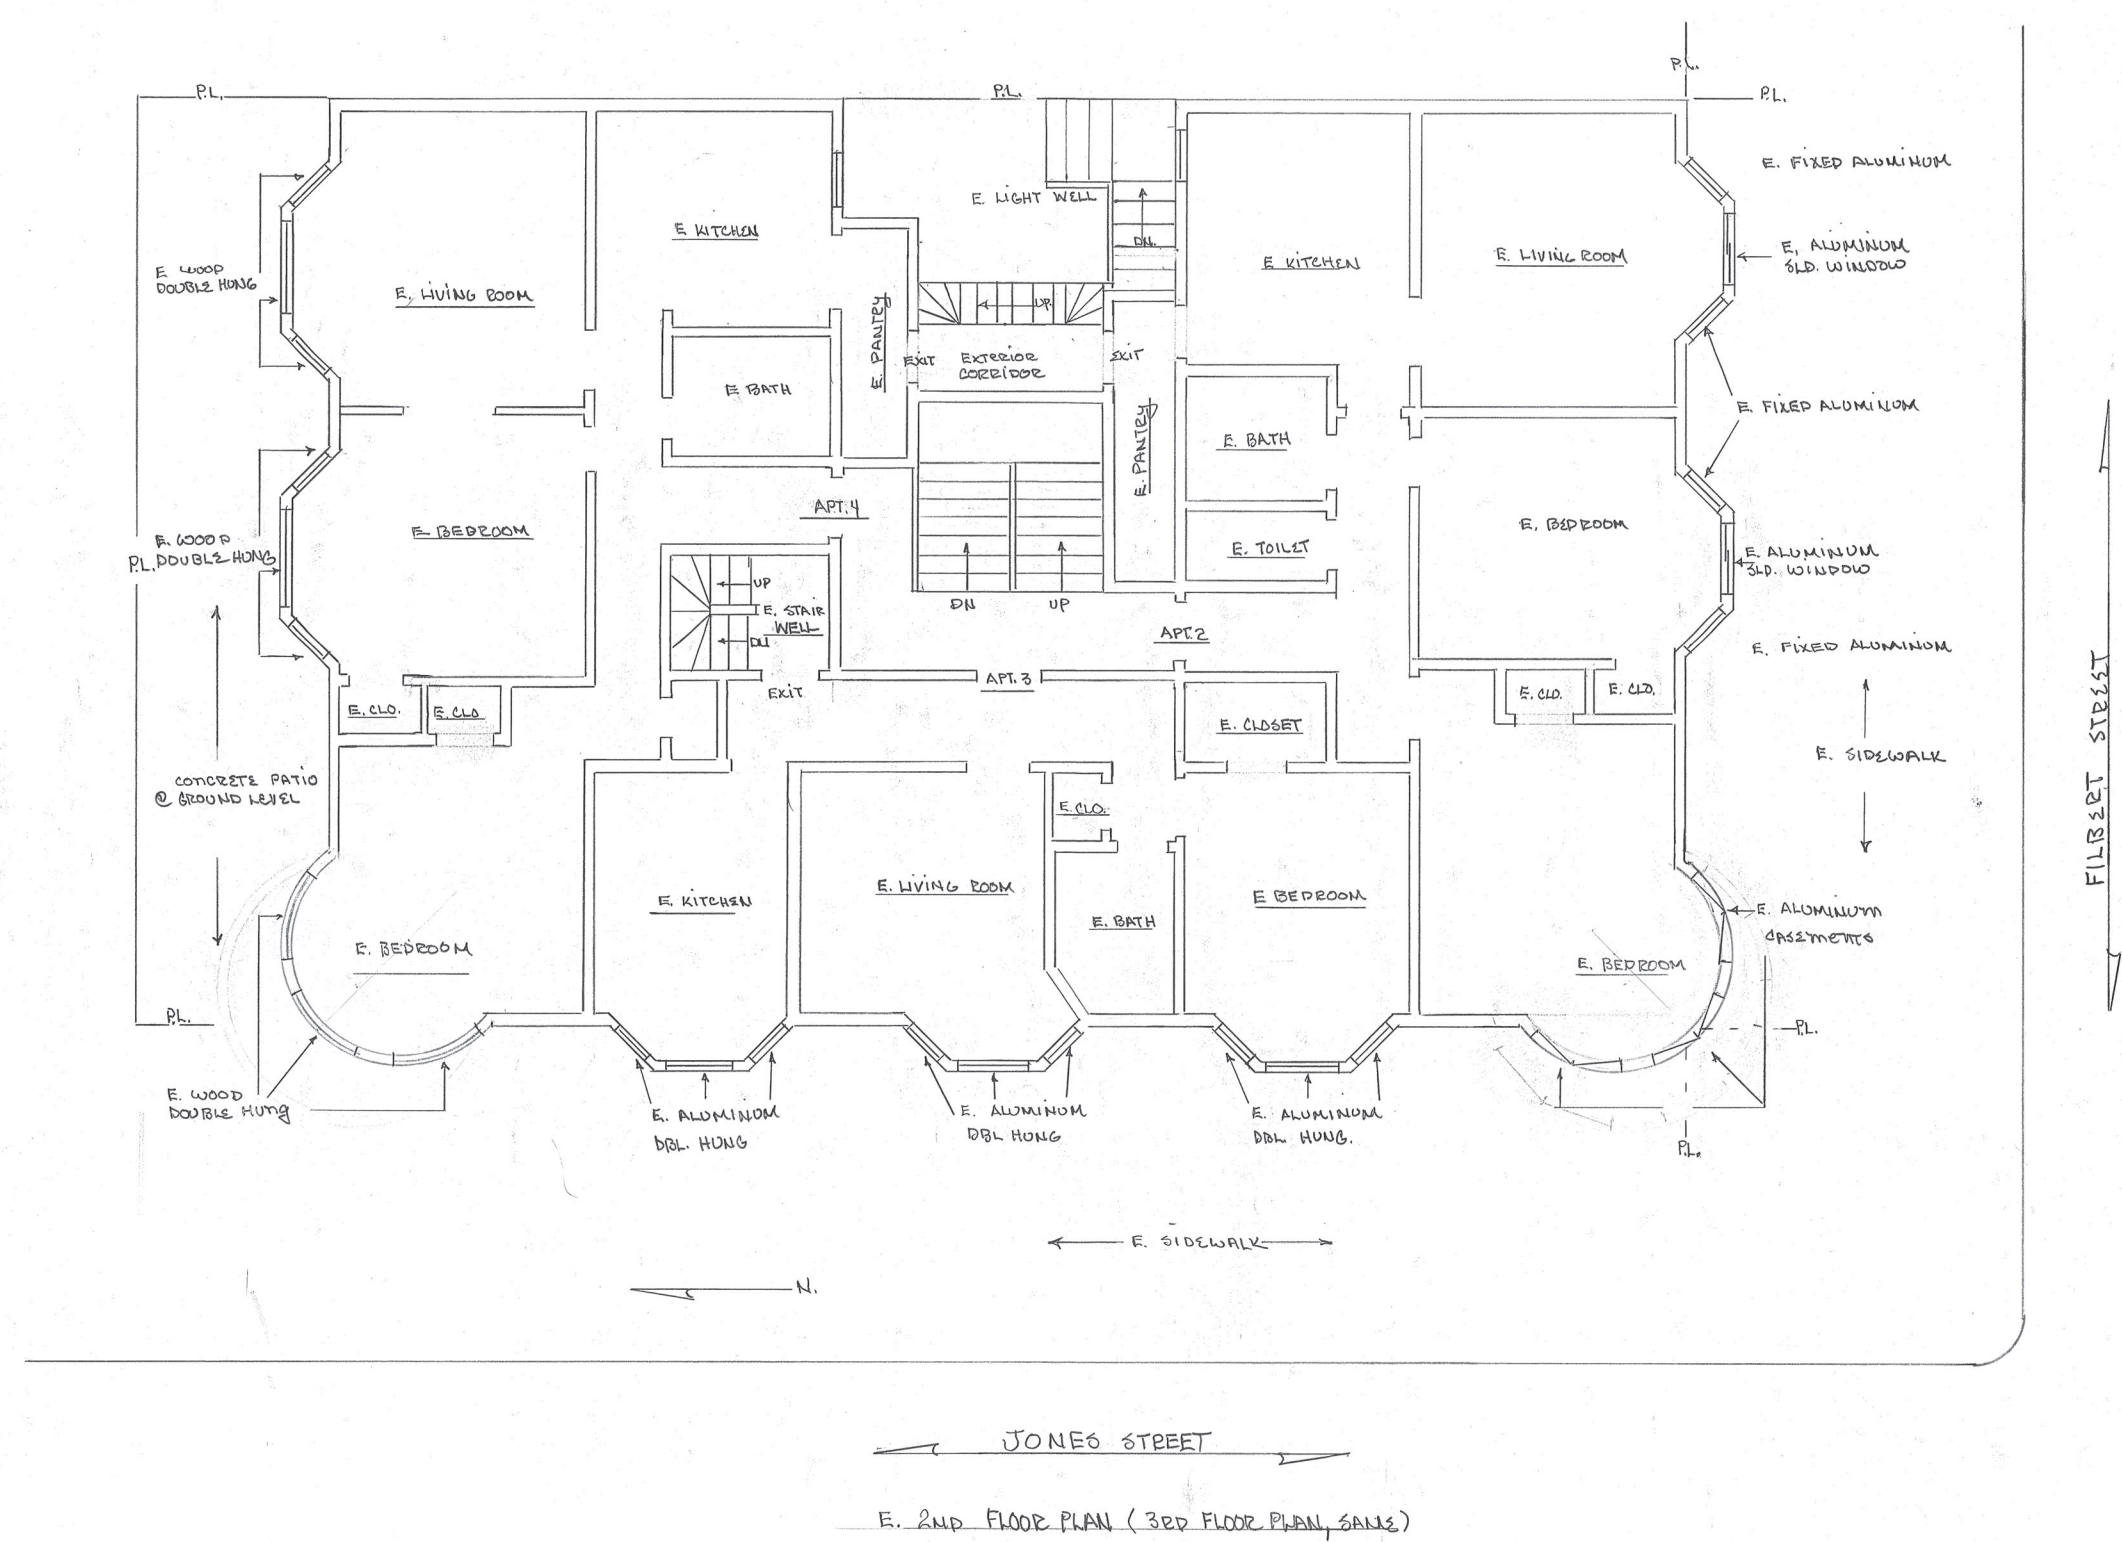 P.L.
P.L.
P.L.
P.L.
E. FIXED ALUMINUM
E. LIGHT WELL
DN.
E KITCHEN
E KITCHEN
E. LIVING ROOM
E. ALUMINUM
SLD. WINDOW
E WOOD
DOUBLE HUNG
E. LIVING ROOM
UP.
E. PANTRY
EXIT
EXTERIOR
CORRIDOR
EXIT
E BATH
E. FIXED ALUMINUM
E. PANTRY
E. BATH
APT. 4
E BEDROOM
E. BEDROOM
E. WOOD
P.L. DOUBLE HUNG
E. TOILET
E. ALUMINUM
SLD. WINDOW
UP
E. STAIR
WELL
DN
DN
UP
APT. 2
E. FIXED ALUMINUM
EXIT
APT. 3
E. CLO.
E. CLO
E. CLO.
E. CLO.
E. CLOSET
E. SIDEWALK
FILBERT STREET
CONCRETE PATIO
@ GROUND LEVEL
E. CLO.
E. LIVING ROOM
E. KITCHEN
E BEDROOM
E. BATH
E. ALUMINUM
CASEMENTS
E. BEDROOM
E. BEDROOM
P.L.
P.L.
E. WOOD
DOUBLE HUNG
E. ALUMINUM
DBL. HUNG
E. ALUMINUM
DBL HUNG
E. ALUMINUM
DBL. HUNG.
P.L.
E. SIDEWALK
N.
JONES STREET
E. 2ND FLOOR PLAN (3RD FLOOR PLAN, SAME)